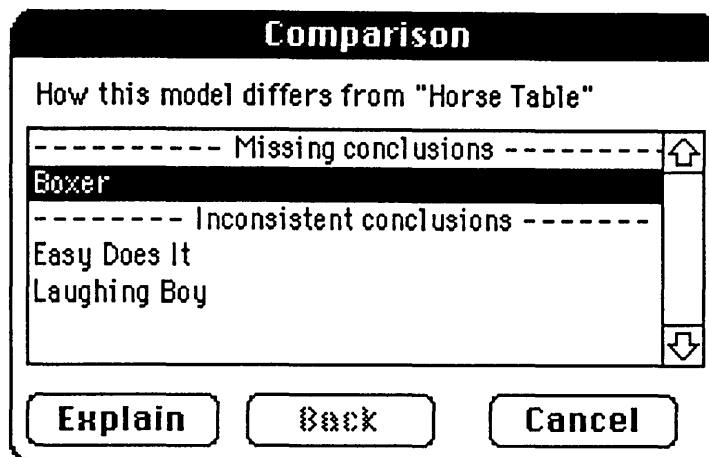 Comparison
How this model differs from "Horse Table"
---------- Missing conclusions --------
Boxer
-------- Inconsistent conclusions -------
Easy Does It
Laughing Boy
Explain Back Cancel